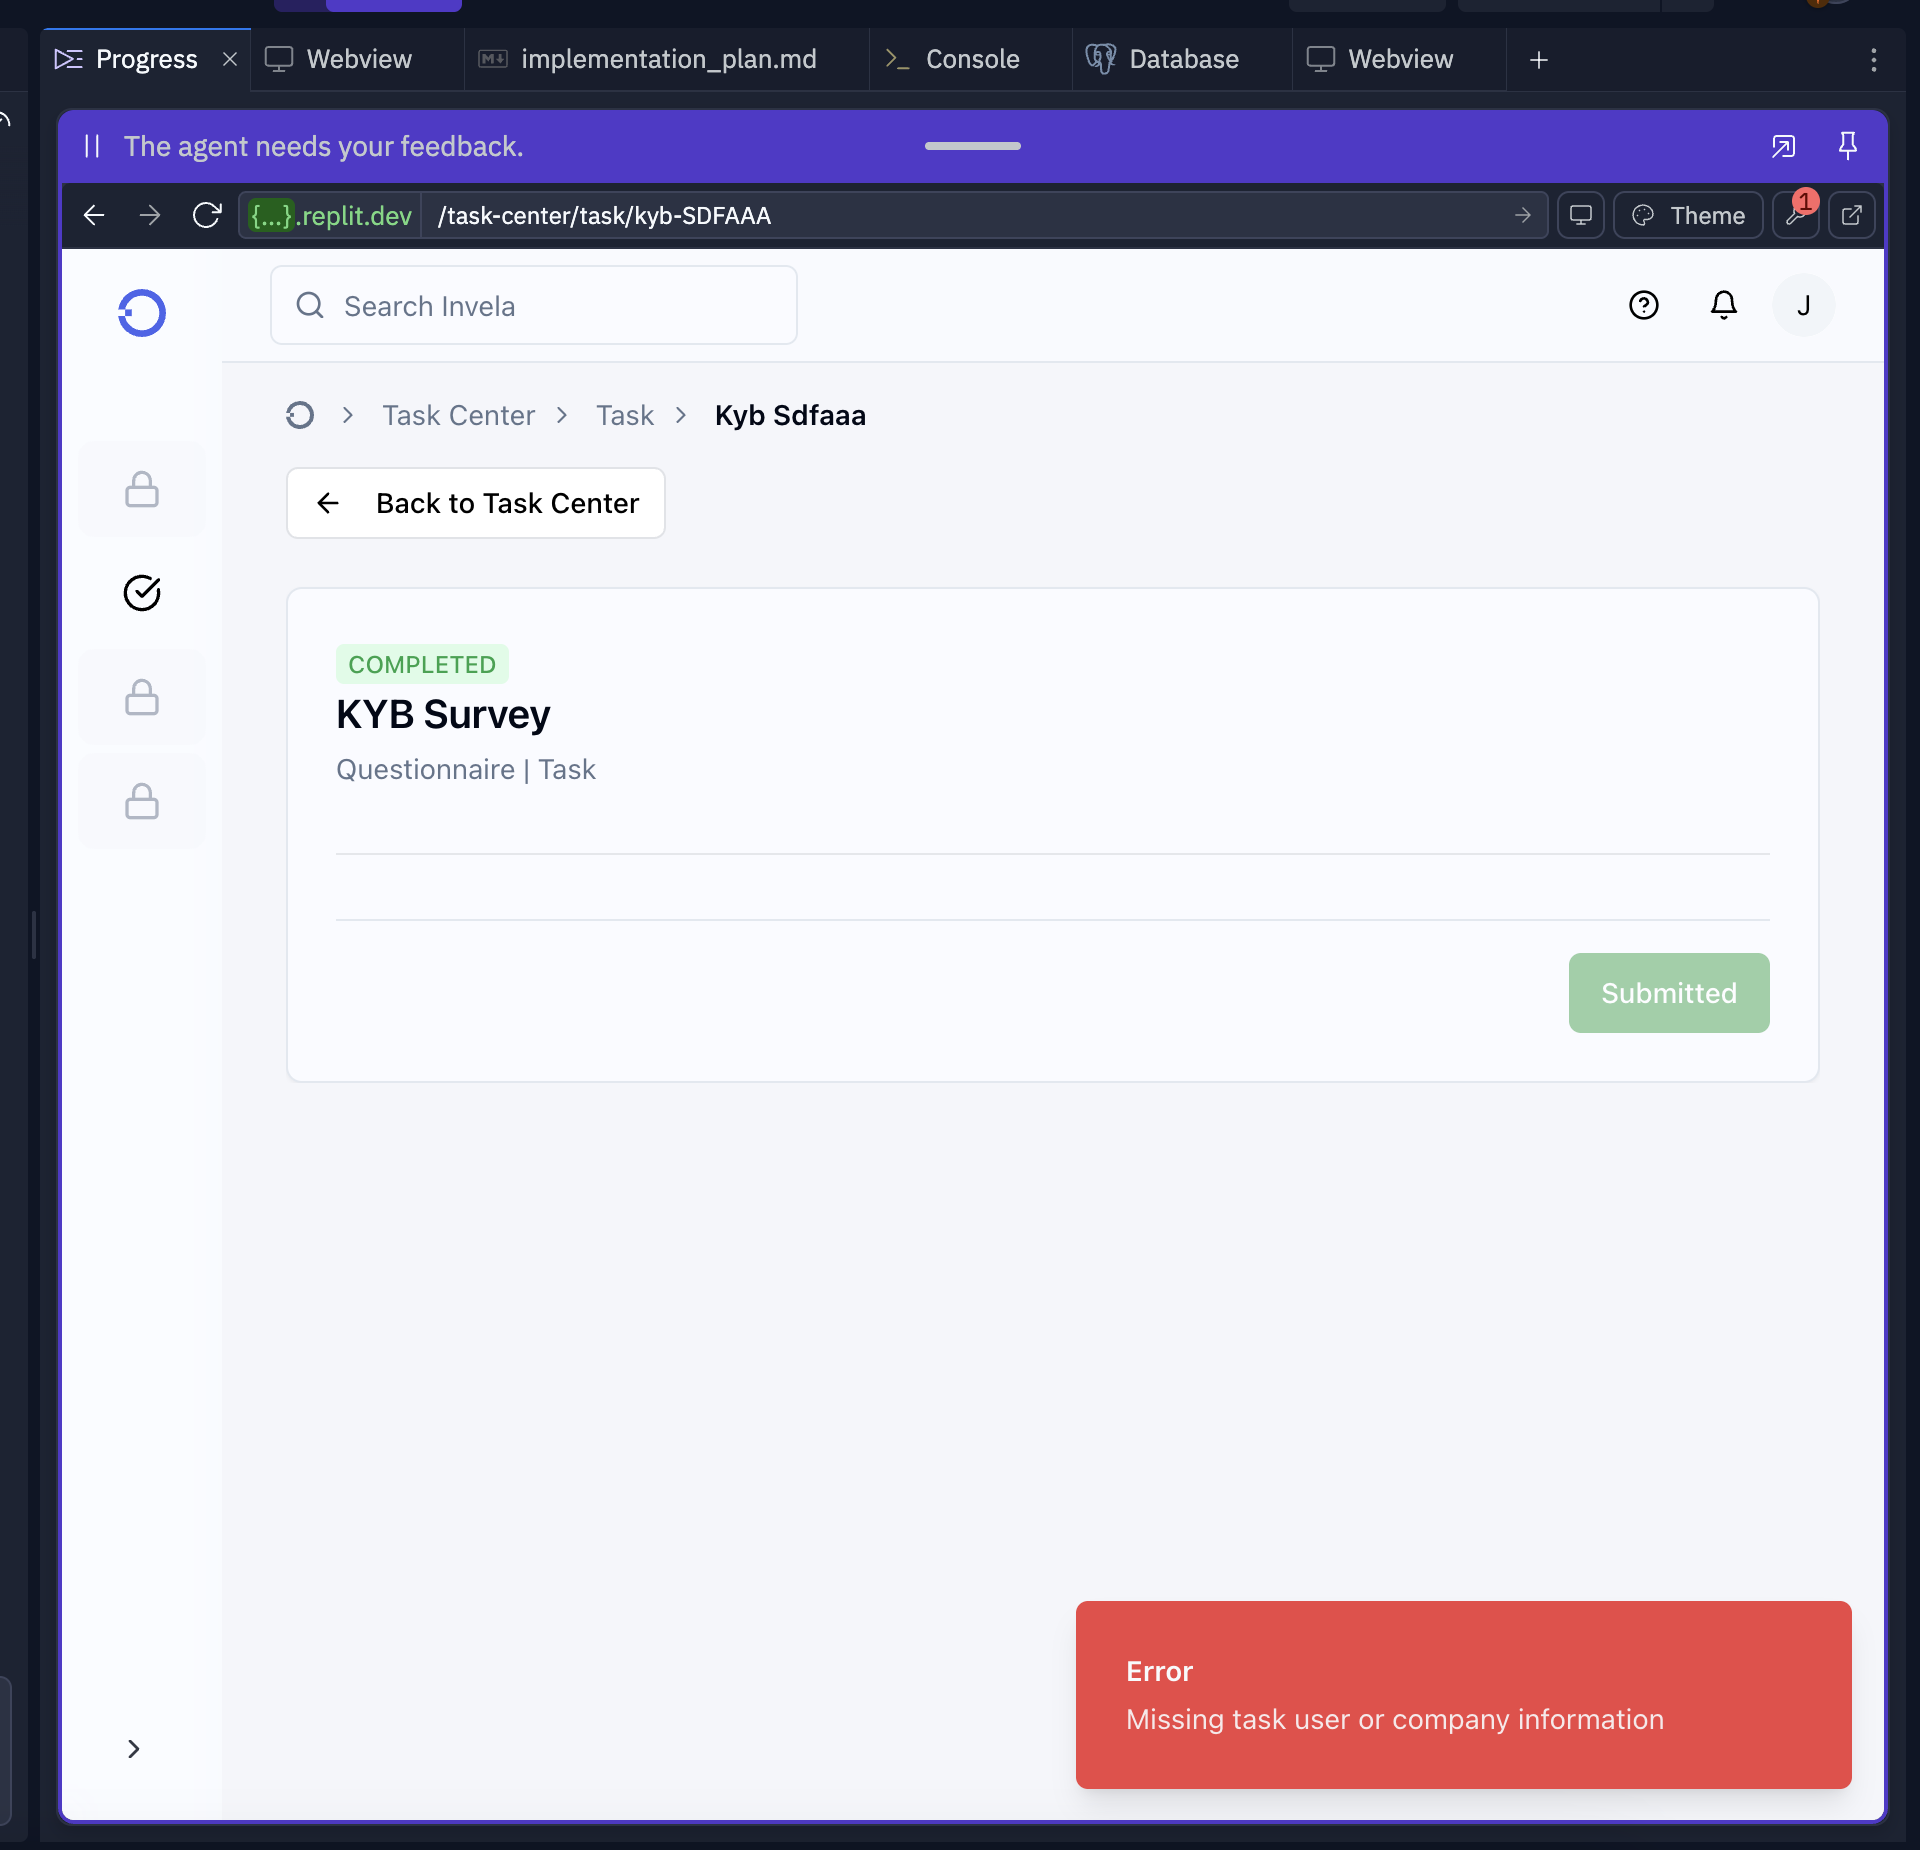 Progress
Webview
implementation_plan.md
Console
Database
Webview
The agent needs your feedback.
{...}.replit.dev
/task-center/task/kyb-SDFAAA
Theme
1
Search Invela
J
Task Center
Task
Kyb Sdfaaa
Back to Task Center
COMPLETED
KYB Survey
Questionnaire | Task
Submitted
Error
Missing task user or company information